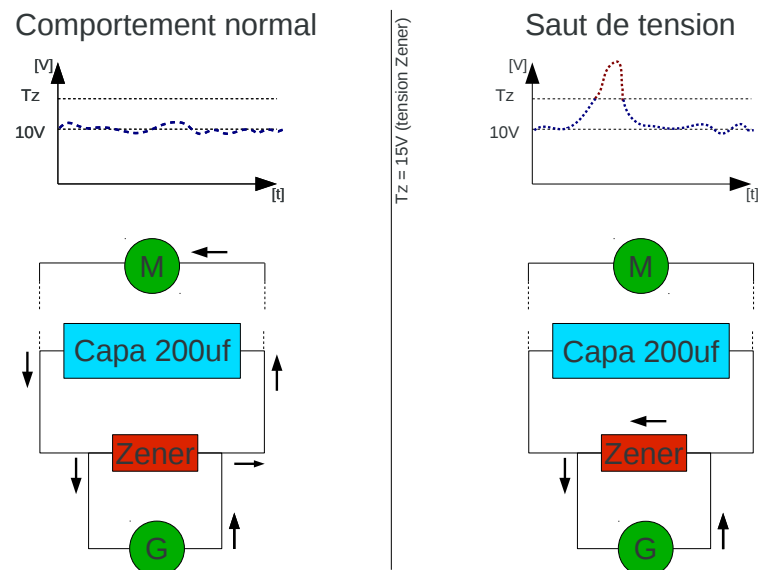 Comportement normal
[V]
Tz
10V
[t]
M
Capa 200uf
Zener
G
Tz = 15V (tension Zener)
Saut de tension
[V]
Tz
10V
[t]
M
Capa 200uf
Zener
G